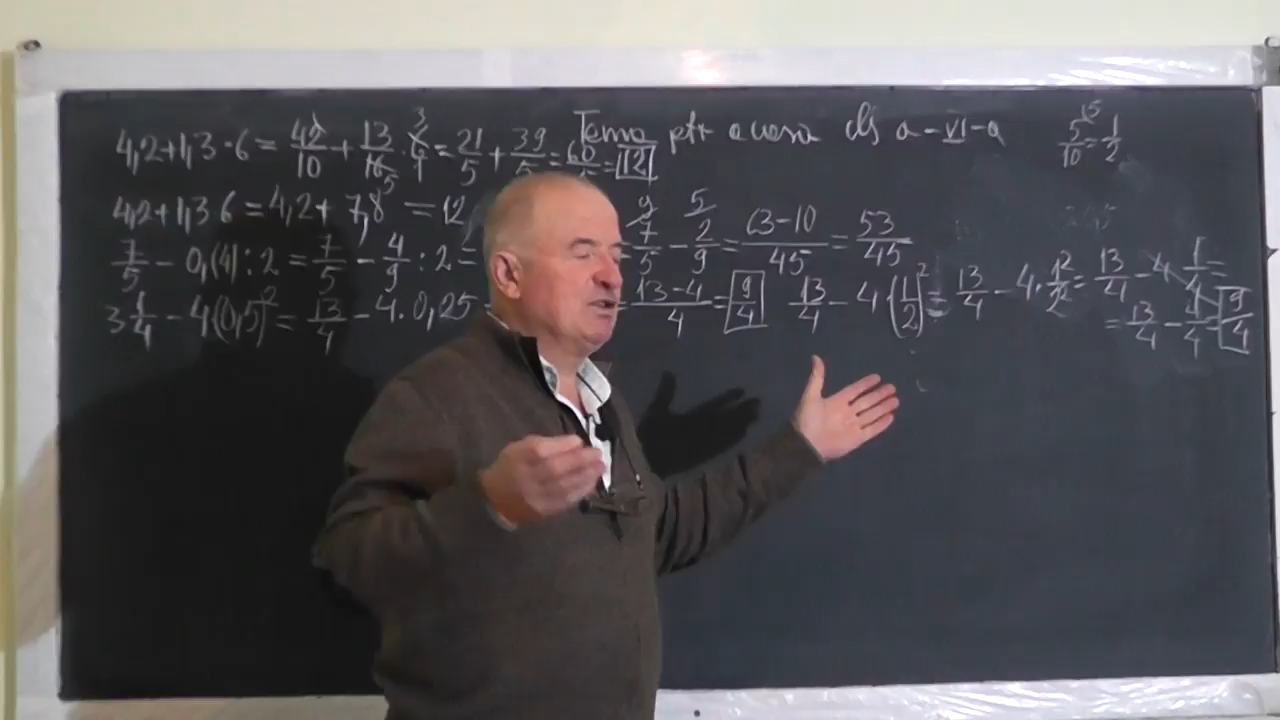 Tema ptr acasă cls a-VI-a
5/10 = 1/2
4,2+1,3·6 = 42/10 + 13/10 · 6/1 = 21/5 + 39/5 = 60/5 = 12
4,2+1,3·6 = 4,2+7,8 = 12
7/5 - 0,(4):2 = 7/5 - 4/9 : 2 = 7/5 - 2/9 = (63-10)/45 = 53/45
3 1/4 - 4(0,5)² = 13/4 - 4·0,25 (13-4)/4 = 9/4
13/4 - 4·(1/2)² = 13/4 - 4·1²/2² = 13/4 - 4·1/4 =
= 13/4 - 4/4 = 9/4